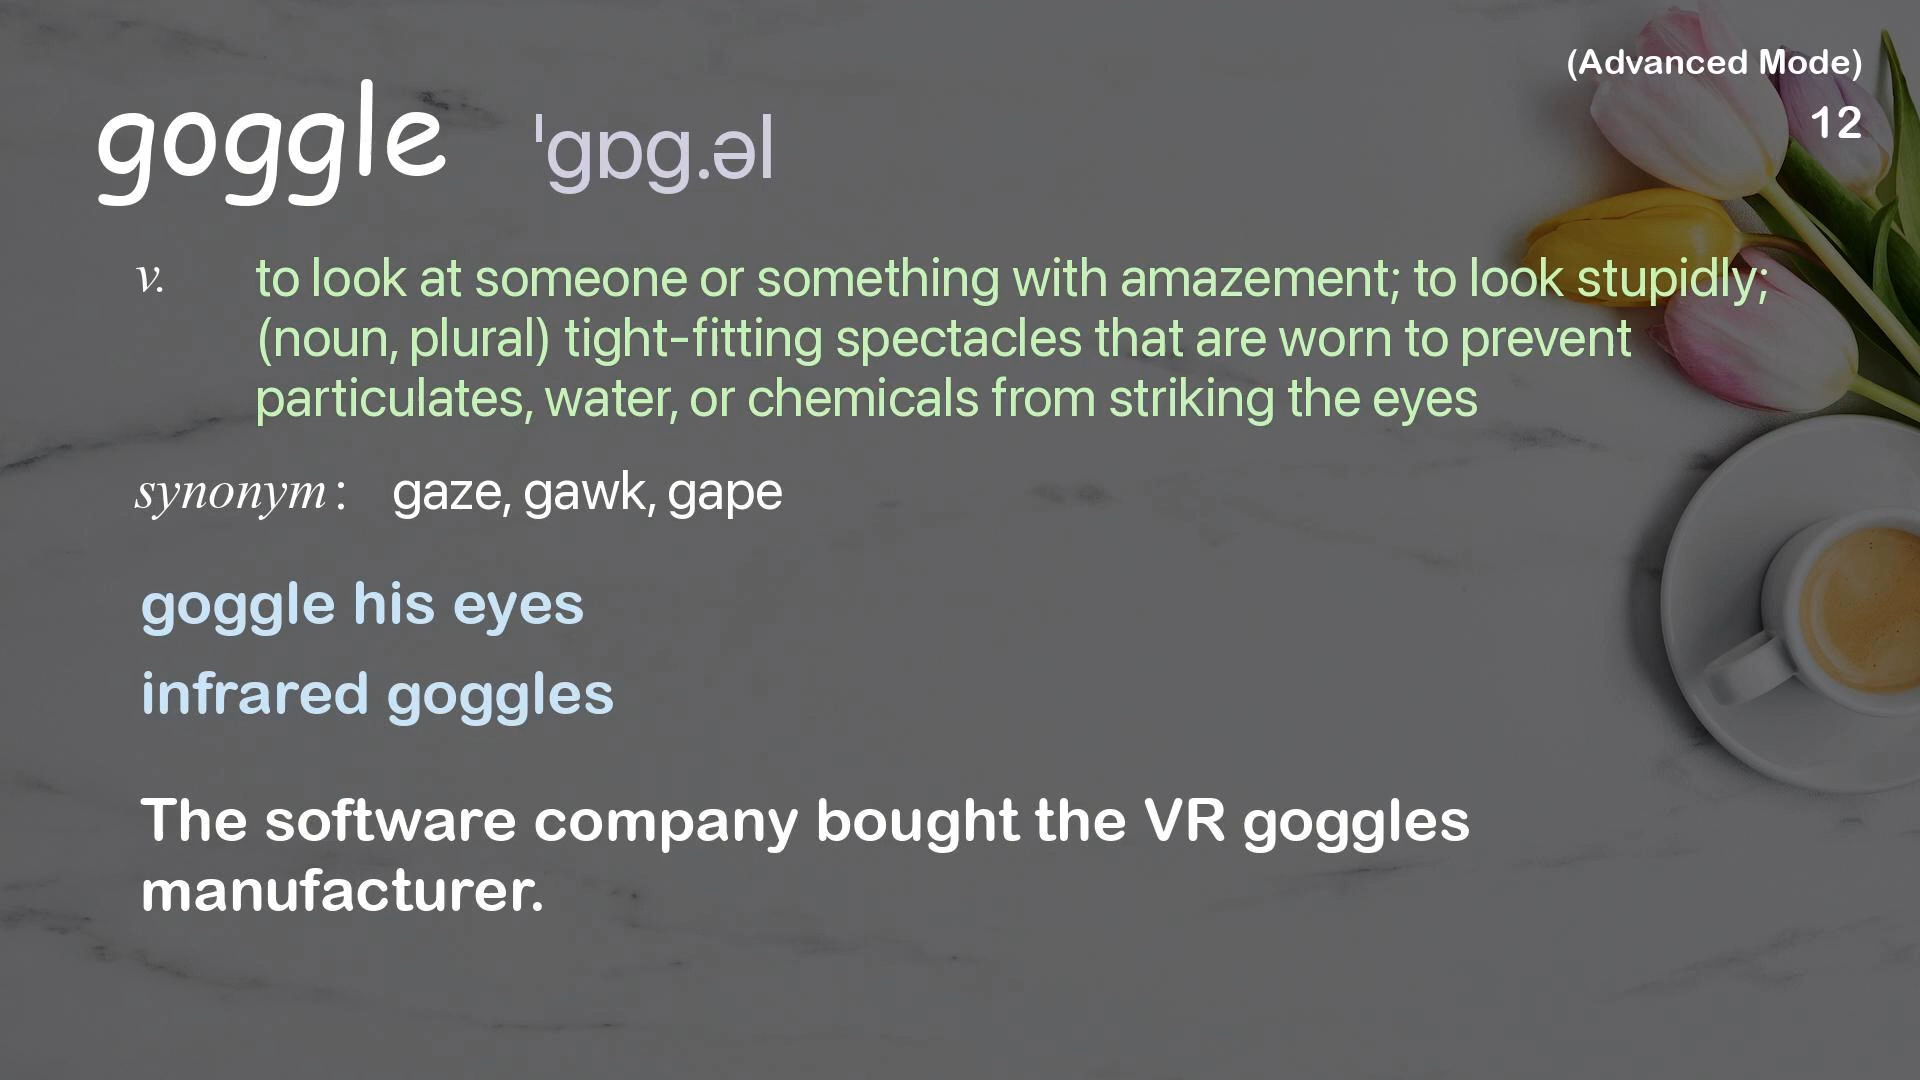 (Advanced Mode)
12
goggle ˈɡɒɡ.əl
v. to look at someone or something with amazement; to look stupidly;
(noun, plural) tight-fitting spectacles that are worn to prevent
particulates, water, or chemicals from striking the eyes
synonym: gaze, gawk, gape
goggle his eyes
infrared goggles
The software company bought the VR goggles
manufacturer.